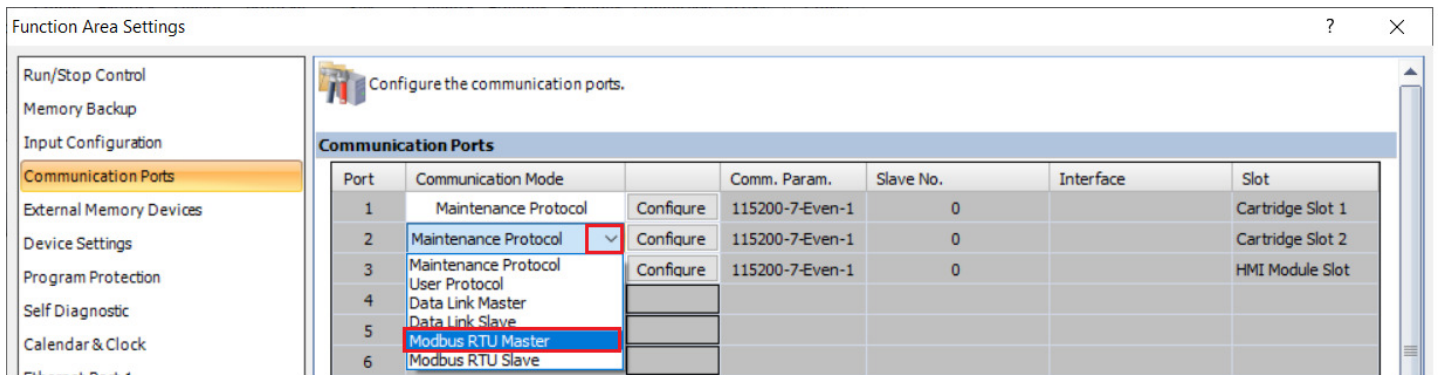 Function Area Settings ? ×
Run/Stop Control
Memory Backup
Input Configuration
Communication Ports
External Memory Devices
Device Settings
Program Protection
Self Diagnostic
Calendar & Clock
Configure the communication ports.
Communication Ports
Port Communication Mode Comm. Param. Slave No. Interface Slot
1 Maintenance Protocol Configure 115200-7-Even-1 0 Cartridge Slot 1
2 Maintenance Protocol Configure 115200-7-Even-1 0 Cartridge Slot 2
3 Configure 115200-7-Even-1 0 HMI Module Slot
4
5
6
Maintenance Protocol
User Protocol
Data Link Master
Data Link Slave
Modbus RTU Master
Modbus RTU Slave